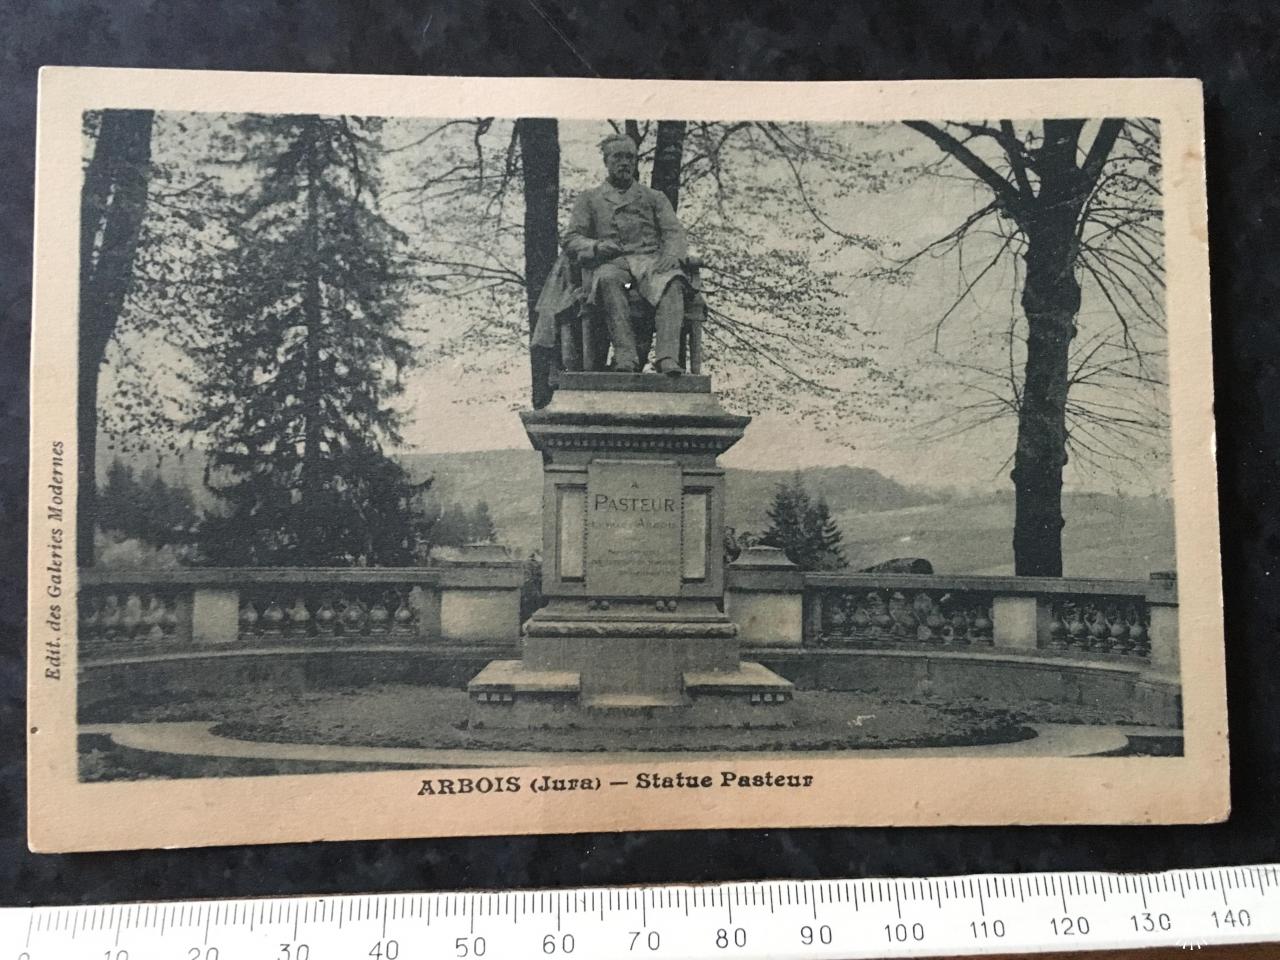 Edit. des Galeries Modernes
A
PASTEUR
ARBOIS (Jura) — Statue Pasteur
0 10 20 30 40 50 60 70 80 90 100 110 120 130 140